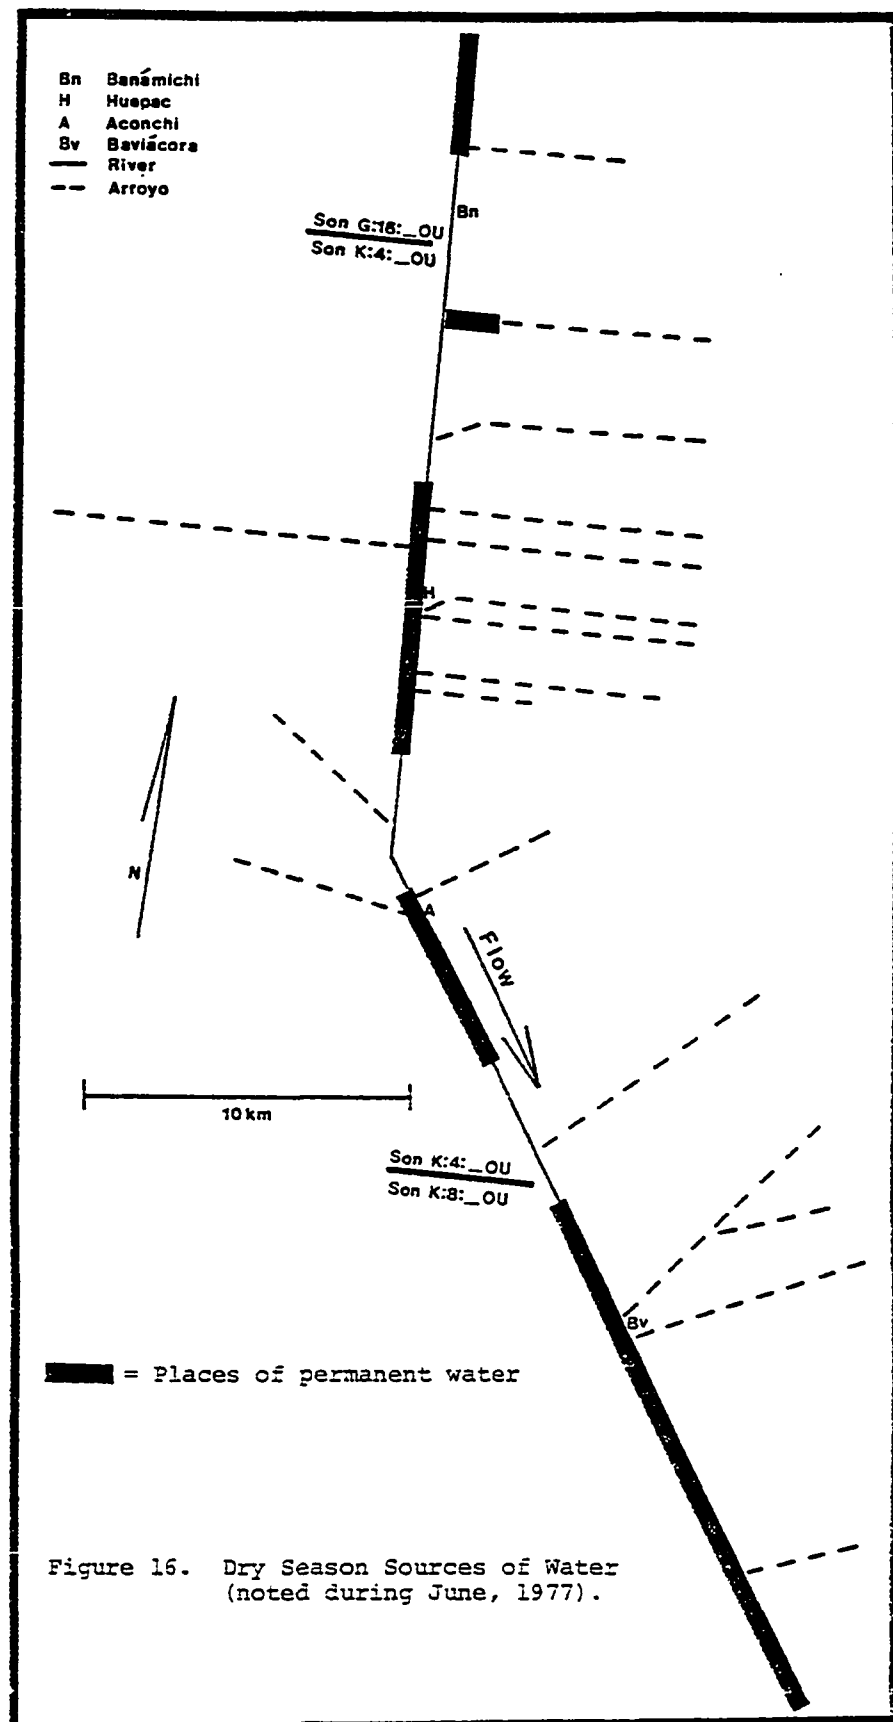 Bn Banámichi
H Huepac
A Aconchi
Bv Baviácora
River
Arroyo
Bn
Son G:16:_OU
Son K:4:_OU
H
N
A
Flow
10 km
Son K:4:_OU
Son K:8:_OU
Bv
= Places of permanent water
Figure 16. Dry Season Sources of Water
(noted during June, 1977).